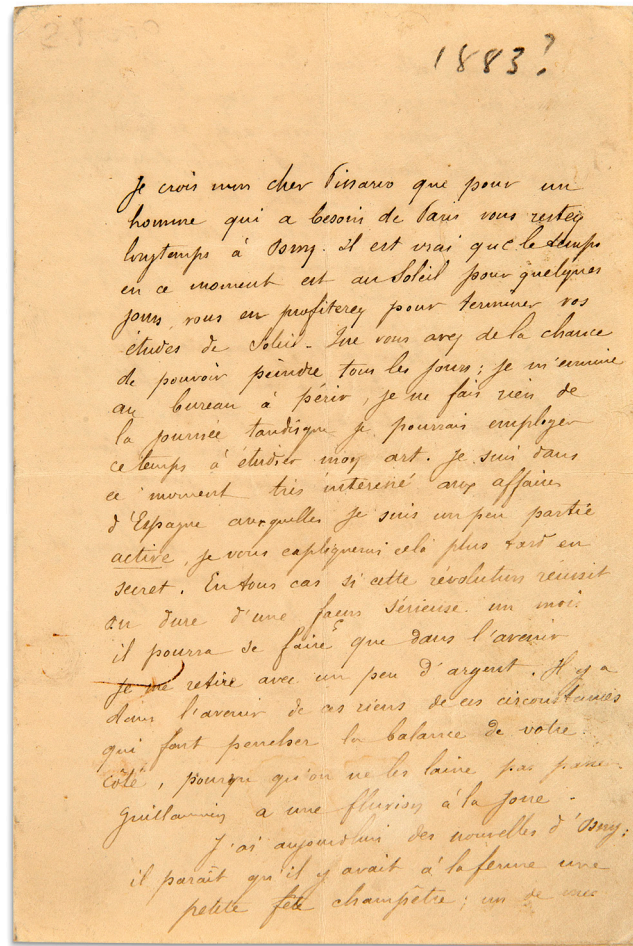 1883?
Je crois mon cher Pissarro que pour un
homme qui a besoin de Paris vous restez
longtemps à Osny. Il est vrai que le temps
en ce moment est au Soleil pour quelques
jours, vous en profiterez pour terminer vos
études de Soleil - Que vous avez de la chance
de pouvoir peindre tous les jours ; je m'ennuie
au bureau à périr, je ne fais rien de
la journée tandisque je pourrais employer
ce temps à étudier mon art. Je suis dans
ce moment très intéressé aux affaires
d'Espagne auxquelles je suis un peu partie
active, je vous expliquerai celà plus tard en
secret. En tous cas si cette révolution réussit
ou dure d'une façon sérieuse un mois
il pourra se faire que dans l'avenir
je me retire avec un peu d'argent. Il y a
dans l'avenir de ces riens de ces circonstances
qui font pencher la balance de votre
côté, pourvu qu'on ne les laisse pas passer.
Guillaumin a une fluxion à la joue -
J'ai aujourdhui des nouvelles d'Osny :
il paraît qu'il y avait à la ferme une
petite fête champêtre ; un de mes